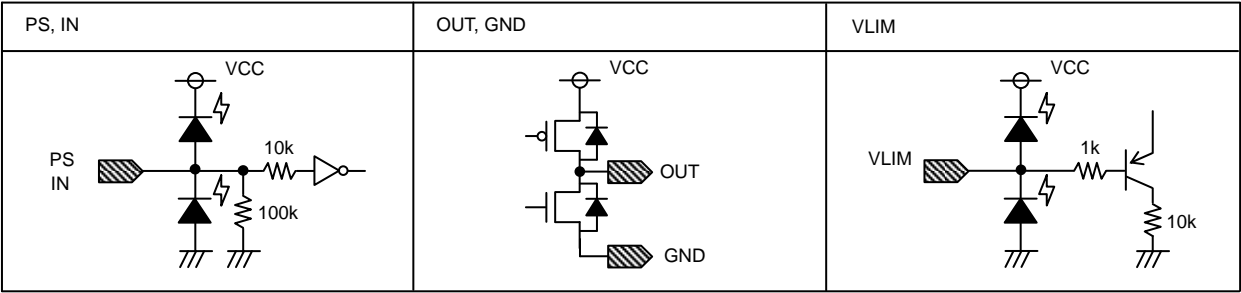 PS, IN
OUT, GND
VLIM
VCC
10k
PS
IN
100k
VCC
OUT
GND
VCC
1k
VLIM
10k